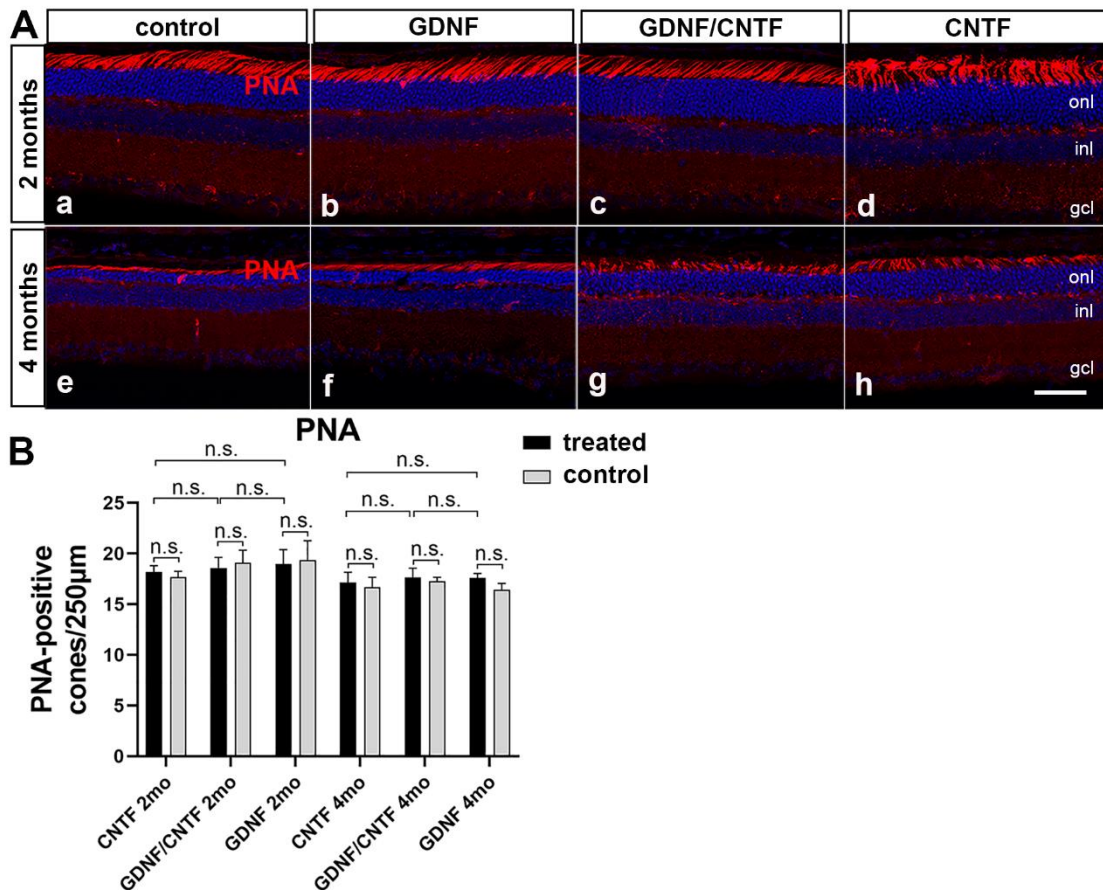 A
control
GDNF
GDNF/CNTF
CNTF
2 months
PNA
onl
inl
gcl
a
b
c
d
4 months
PNA
onl
inl
gcl
e
f
g
h
B
PNA
treated
control
n.s.
n.s.
n.s.
n.s.
n.s.
n.s.
n.s.
n.s.
n.s.
n.s.
n.s.
n.s.
PNA-positive
cones/250µm
25
20
15
10
5
0
CNTF 2mo
GDNF/CNTF 2mo
GDNF 2mo
CNTF 4mo
GDNF/CNTF 4mo
GDNF 4mo